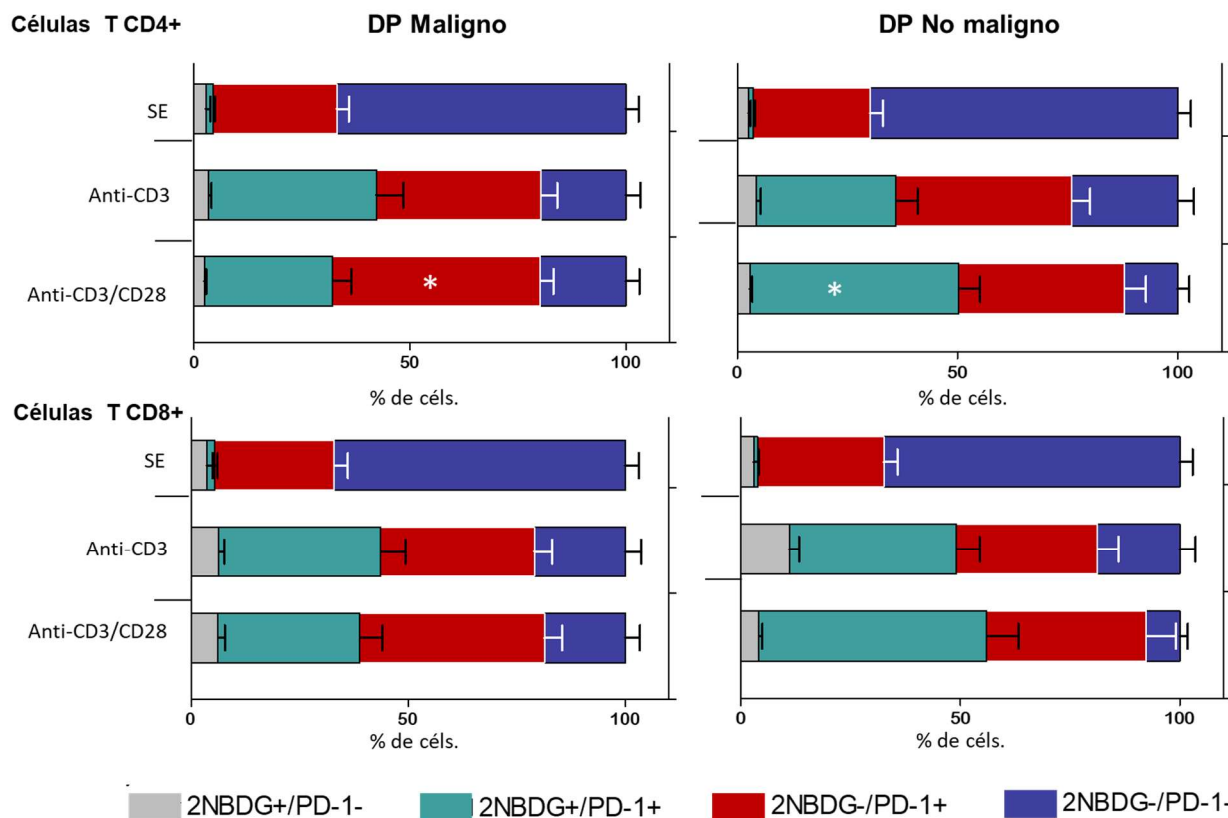 Células T CD4+
DP Maligno
DP No maligno
SE
Anti-CD3
*
*
Anti-CD3/CD28
0 50 100
0 50 100
% de céls.
% de céls.
Células T CD8+
SE
Anti-CD3
Anti-CD3/CD28
0 50 100
0 50 100
% de céls.
% de céls.
2NBDG+/PD-1- 2NBDG+/PD-1+ 2NBDG-/PD-1+ 2NBDG-/PD-1-